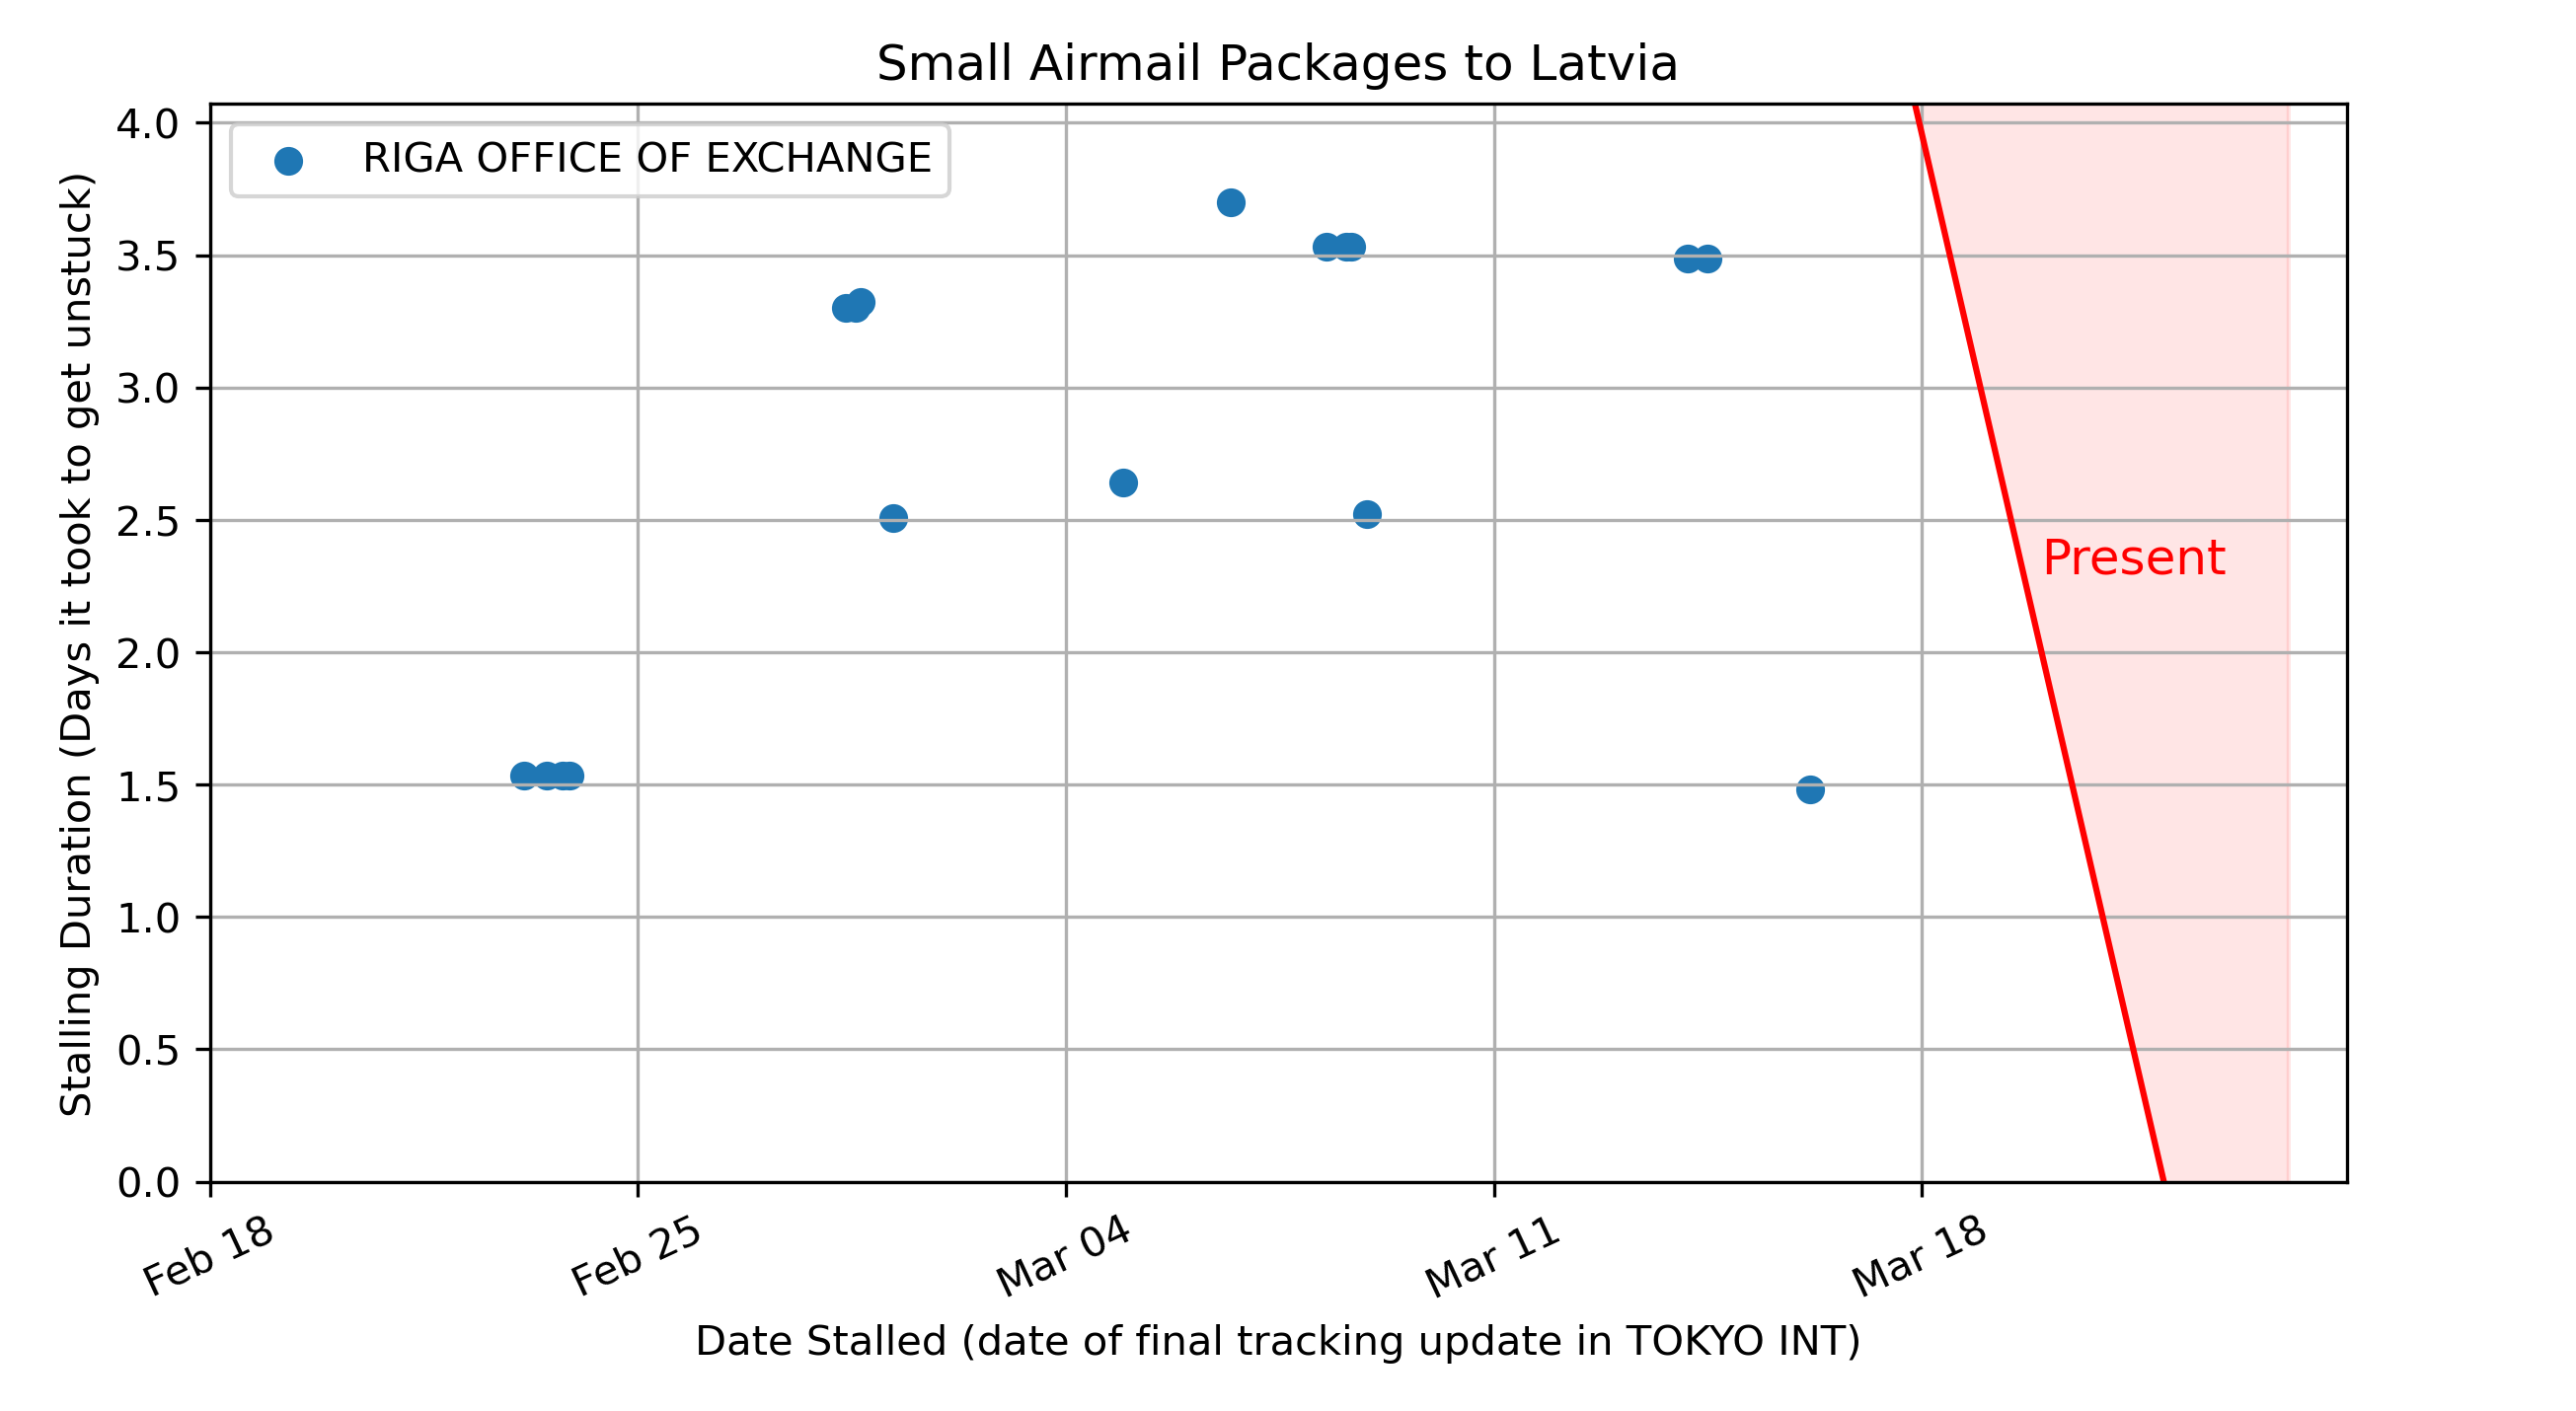 Small Airmail Packages to Latvia
RIGA OFFICE OF EXCHANGE
Stalling Duration (Days it took to get unstuck)
4.0
3.5
3.0
2.5
2.0
1.5
1.0
0.5
0.0
Present
Feb 18
Feb 25
Mar 04
Mar 11
Mar 18
Date Stalled (date of final tracking update in TOKYO INT)